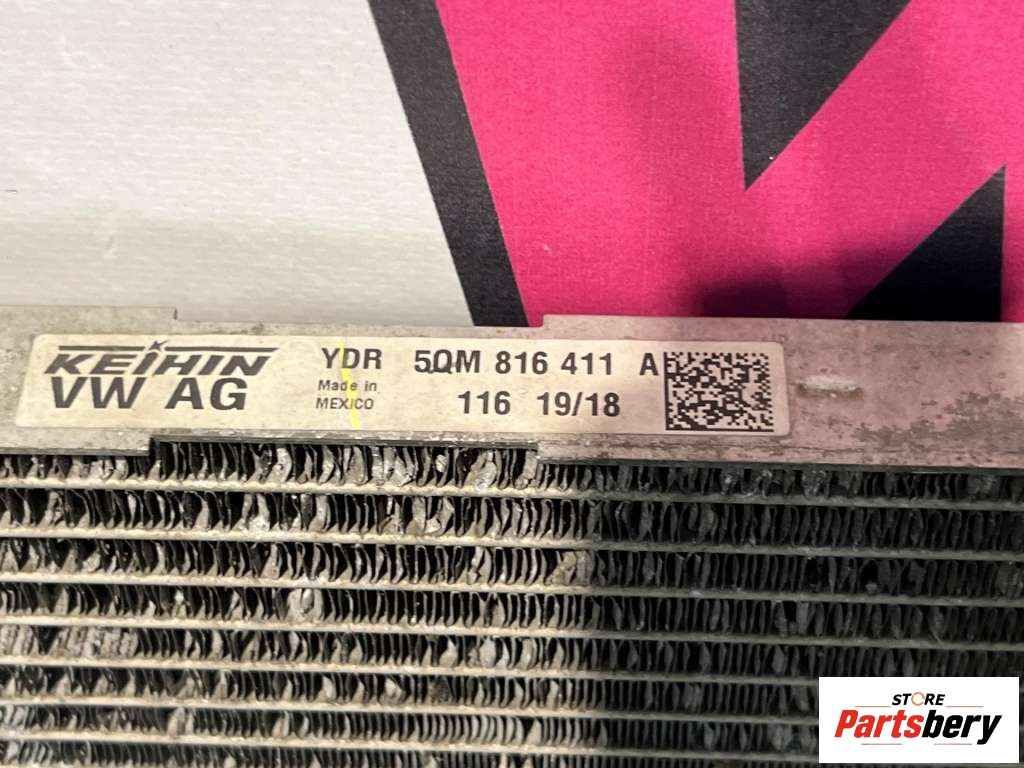 KEIHIN YDR 5QM 816 411 A
VW AG Made in MEXICO 116 19/18
STORE
Partsbery